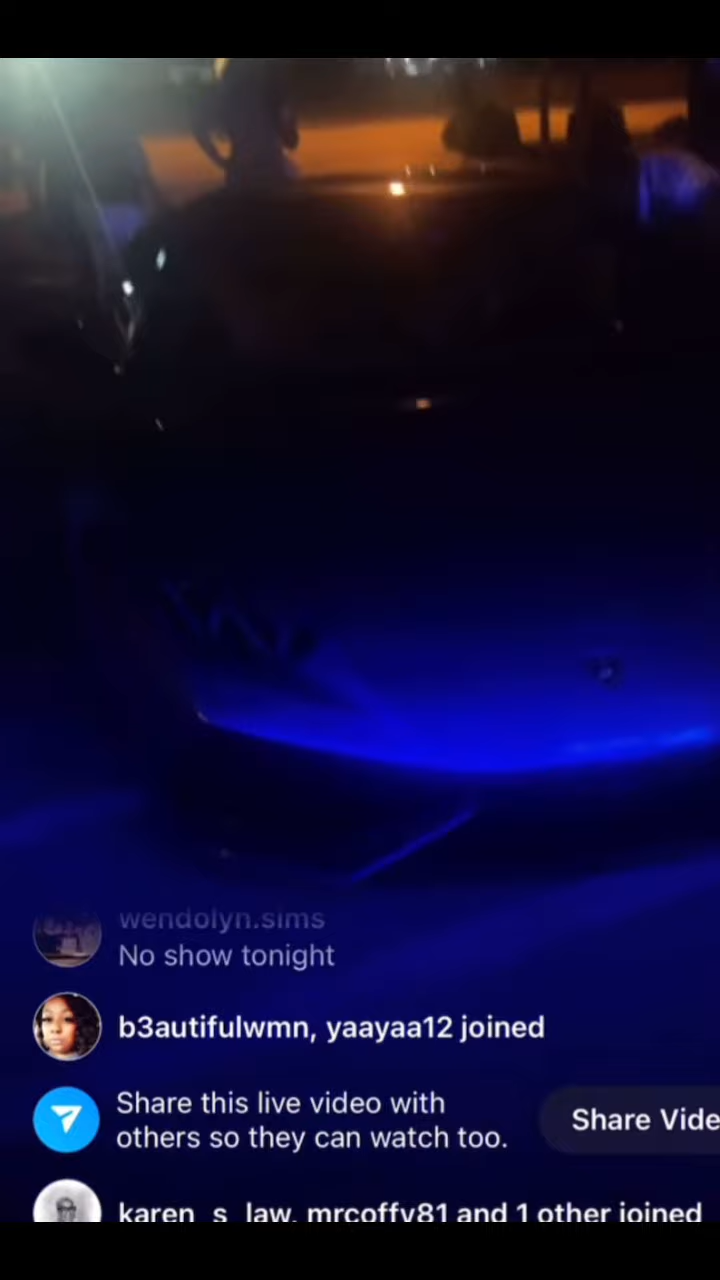 wendolyn.sims
No show tonight
b3autifulwmn, yaayaa12 joined
Share this live video with
others so they can watch too.
Share Vide
karen_s_law, mrcoffy81 and 1 other joined